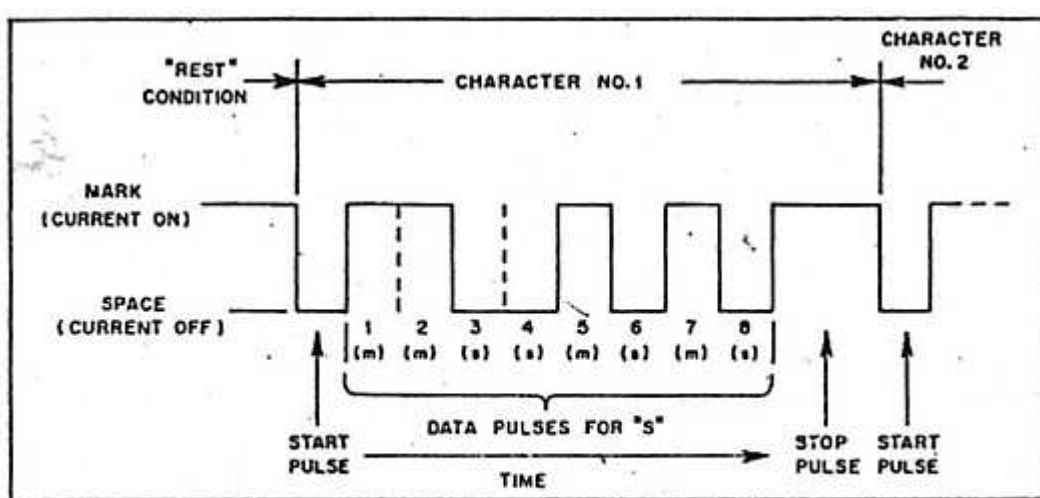 "REST"
CONDITION
CHARACTER NO.1
CHARACTER
NO.2
MARK
(CURRENT ON)
SPACE
(CURRENT OFF)
1 2 3 4 5 6 7 8
(m) (m) (s) (s) (m) (s) (m) (s)
DATA PULSES FOR "S"
START
PULSE
TIME
STOP
PULSE
START
PULSE